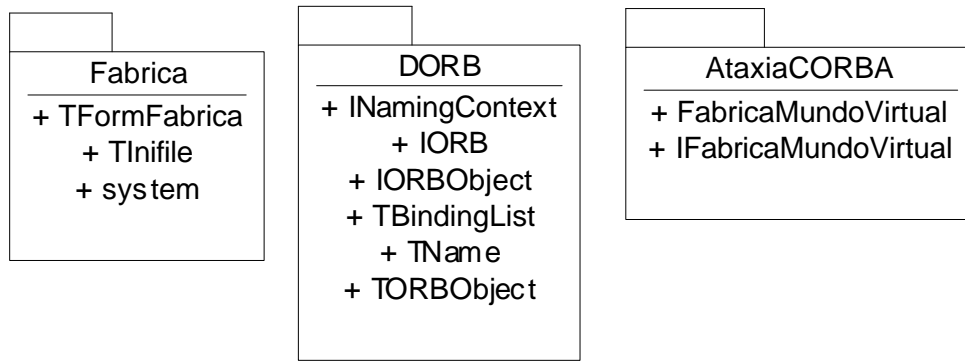 Fabrica
+ TFormFabrica
+ TInifile
+ system
DORB
+ INamingContext
+ IORB
+ IORBObject
+ TBindingList
+ TName
+ TORBObject
AtaxiaCORBA
+ FabricaMundoVirtual
+ IFabricaMundoVirtual